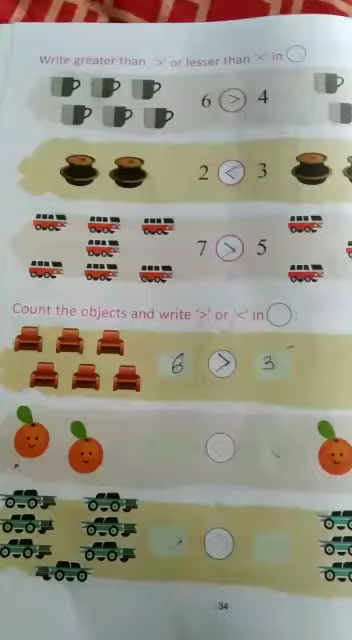 Write greater than '>' or lesser than '<' in
6 > 4
2 < 3
7 > 5
Count the objects and write '>' or '<' in :
6 > 3
34